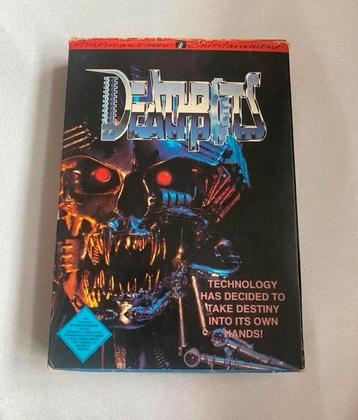 American Video Entertainment
DEATHBOTS
TECHNOLOGY
HAS DECIDED TO
TAKE DESTINY
INTO ITS OWN
HANDS!